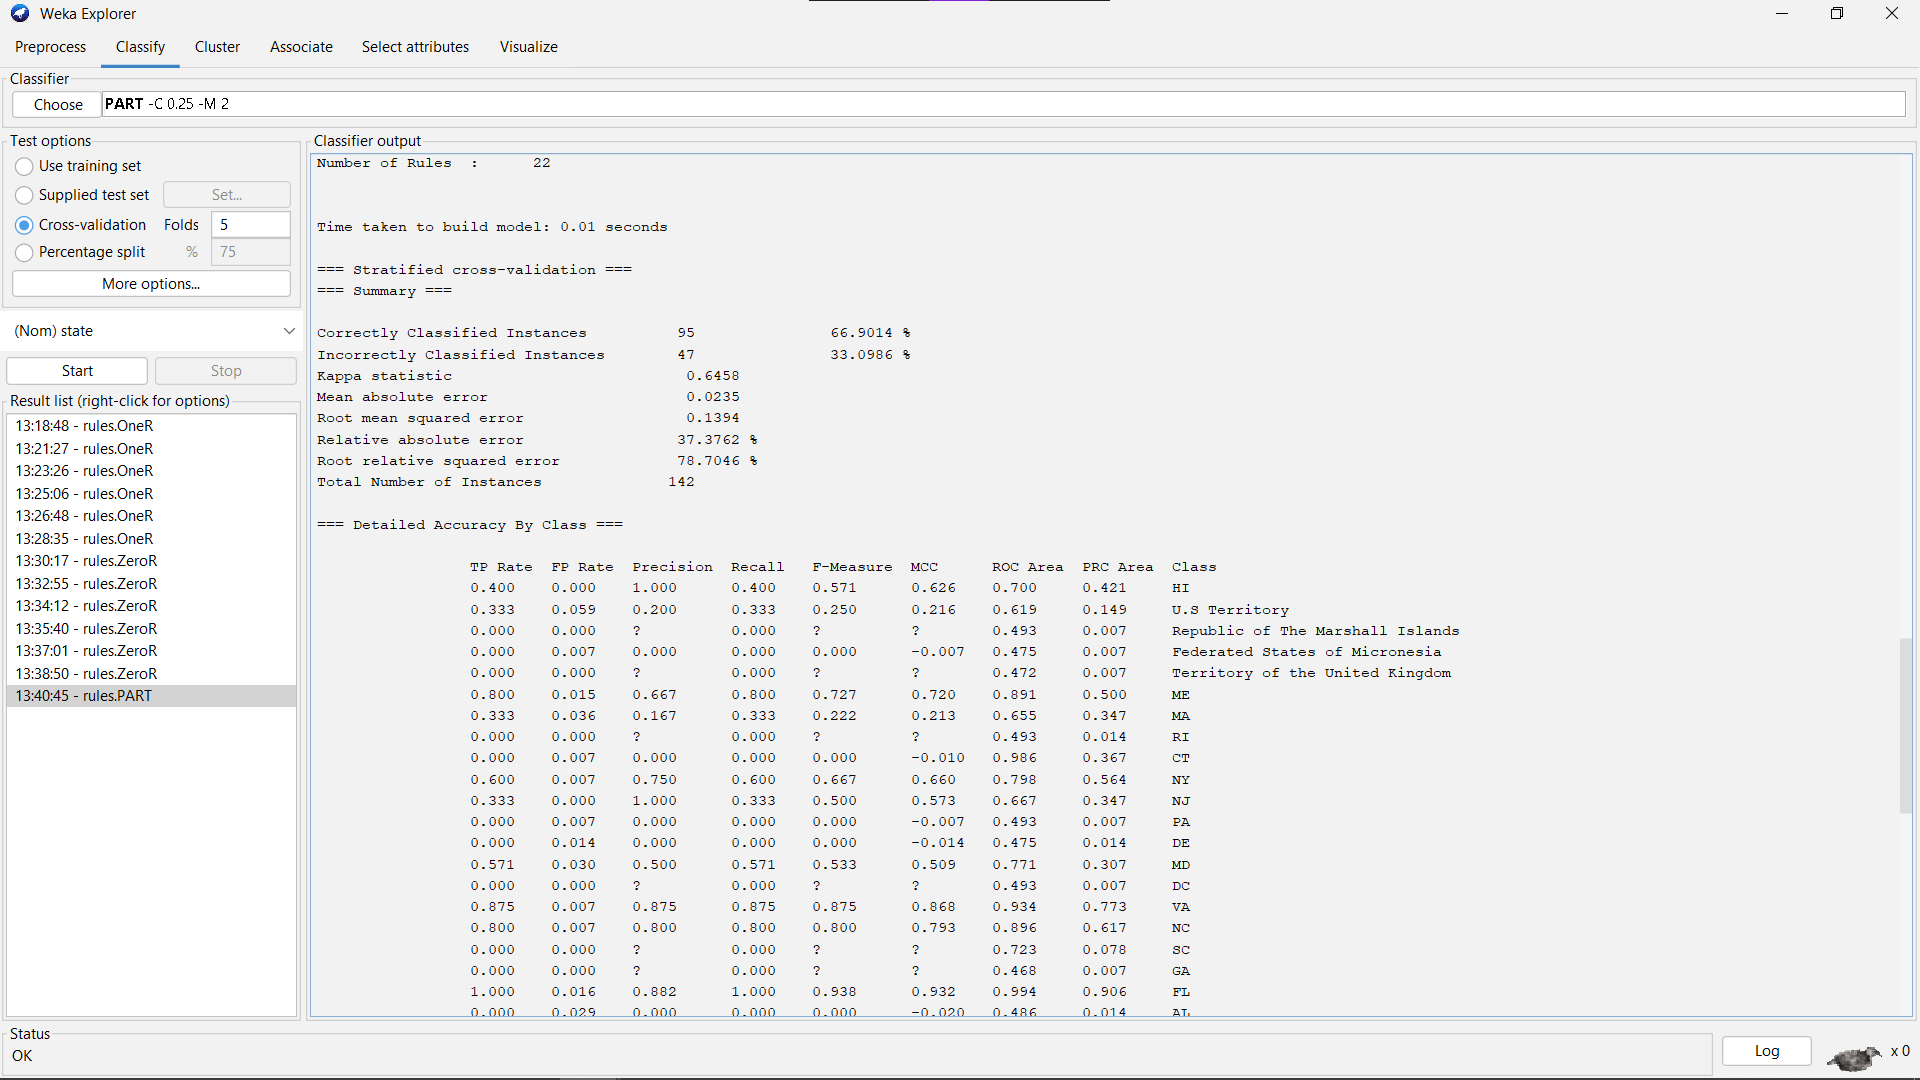 Weka Explorer
Preprocess Classify Cluster Associate Select attributes Visualize
Classifier
Choose PART -C 0.25 -M 2
Test options
Use training set
Supplied test set Set...
Cross-validation Folds 5
Percentage split % 75
More options...
(Nom) state
Start Stop
Result list (right-click for options)
13:18:48 - rules.OneR
13:21:27 - rules.OneR
13:23:26 - rules.OneR
13:25:06 - rules.OneR
13:26:48 - rules.OneR
13:28:35 - rules.OneR
13:30:17 - rules.ZeroR
13:32:55 - rules.ZeroR
13:34:12 - rules.ZeroR
13:35:40 - rules.ZeroR
13:37:01 - rules.ZeroR
13:38:50 - rules.ZeroR
13:40:45 - rules.PART
Classifier output
Number of Rules : 22
Time taken to build model: 0.01 seconds
=== Stratified cross-validation ===
=== Summary ===
Correctly Classified Instances 95 66.9014 %
Incorrectly Classified Instances 47 33.0986 %
Kappa statistic 0.6458
Mean absolute error 0.0235
Root mean squared error 0.1394
Relative absolute error 37.3762 %
Root relative squared error 78.7046 %
Total Number of Instances 142
=== Detailed Accuracy By Class ===
TP Rate FP Rate Precision Recall F-Measure MCC ROC Area PRC Area Class
0.400 0.000 1.000 0.400 0.571 0.626 0.700 0.421 HI
0.333 0.059 0.200 0.333 0.250 0.216 0.619 0.149 U.S Territory
0.000 0.000 ? 0.000 ? ? 0.493 0.007 Republic of The Marshall Islands
0.000 0.007 0.000 0.000 0.000 -0.007 0.475 0.007 Federated States of Micronesia
0.000 0.000 ? 0.000 ? ? 0.472 0.007 Territory of the United Kingdom
0.800 0.015 0.667 0.800 0.727 0.720 0.891 0.500 ME
0.333 0.036 0.167 0.333 0.222 0.213 0.655 0.347 MA
0.000 0.000 ? 0.000 ? ? 0.493 0.014 RI
0.000 0.007 0.000 0.000 0.000 -0.010 0.986 0.367 CT
0.600 0.007 0.750 0.600 0.667 0.660 0.798 0.564 NY
0.333 0.000 1.000 0.333 0.500 0.573 0.667 0.347 NJ
0.000 0.007 0.000 0.000 0.000 -0.007 0.493 0.007 PA
0.000 0.014 0.000 0.000 0.000 -0.014 0.475 0.014 DE
0.571 0.030 0.500 0.571 0.533 0.509 0.771 0.307 MD
0.000 0.000 ? 0.000 ? ? 0.493 0.007 DC
0.875 0.007 0.875 0.875 0.875 0.868 0.934 0.773 VA
0.800 0.007 0.800 0.800 0.800 0.793 0.896 0.617 NC
0.000 0.000 ? 0.000 ? ? 0.723 0.078 SC
0.000 0.000 ? 0.000 ? ? 0.468 0.007 GA
1.000 0.016 0.882 1.000 0.938 0.932 0.994 0.906 FL
0.000 0.029 0.000 0.000 0.000 -0.020 0.486 0.014 AL
Status
OK
Log
x 0